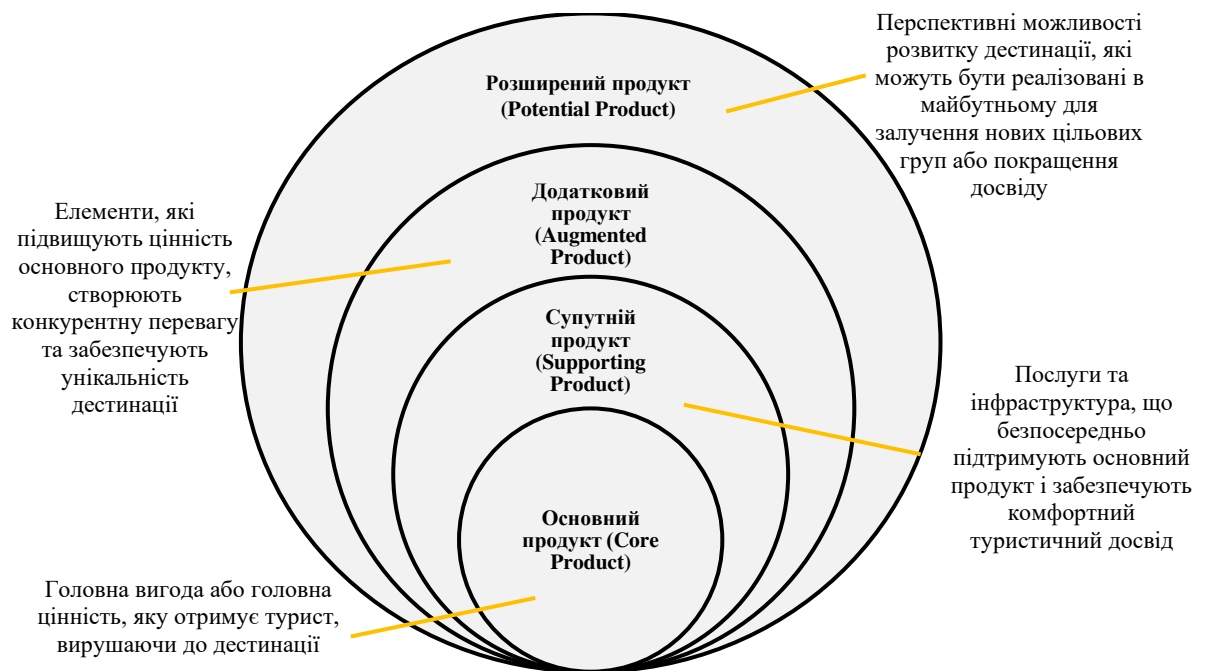 Перспективні можливості
розвитку дестинації, які
можуть бути реалізовані в
майбутньому для
залучення нових цільових
груп або покращення
досвіду
Розширений продукт
(Potential Product)
Додатковий
продукт
(Augmented
Product)
Елементи, які
підвищують цінність
основного продукту,
створюють
конкурентну перевагу
та забезпечують
унікальність
дестинації
Супутній
продукт
(Supporting
Product)
Послуги та
інфраструктура, що
безпосередньо
підтримують основний
продукт і забезпечують
комфортний
туристичний досвід
Основний
продукт (Core
Product)
Головна вигода або головна
цінність, яку отримує турист,
вирушаючи до дестинації